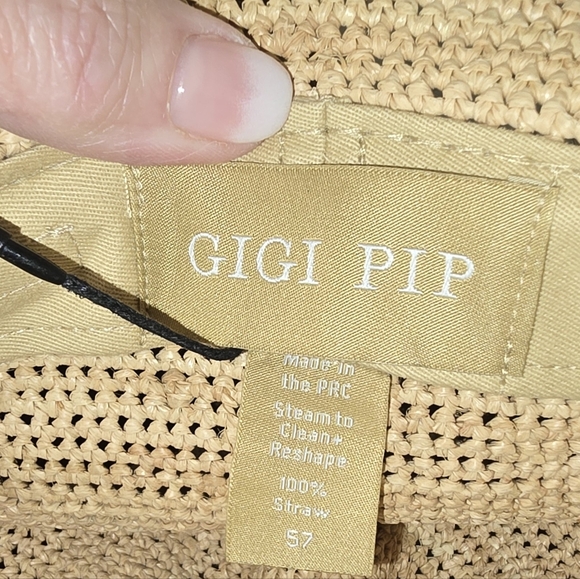 GIGI PIP
Made in
the PRC
Steam to
Clean+
Reshape
100%
Straw
57